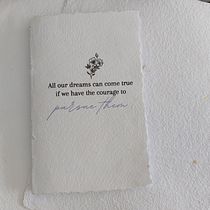 All our dreams can come true
if we have the courage to
pursue them